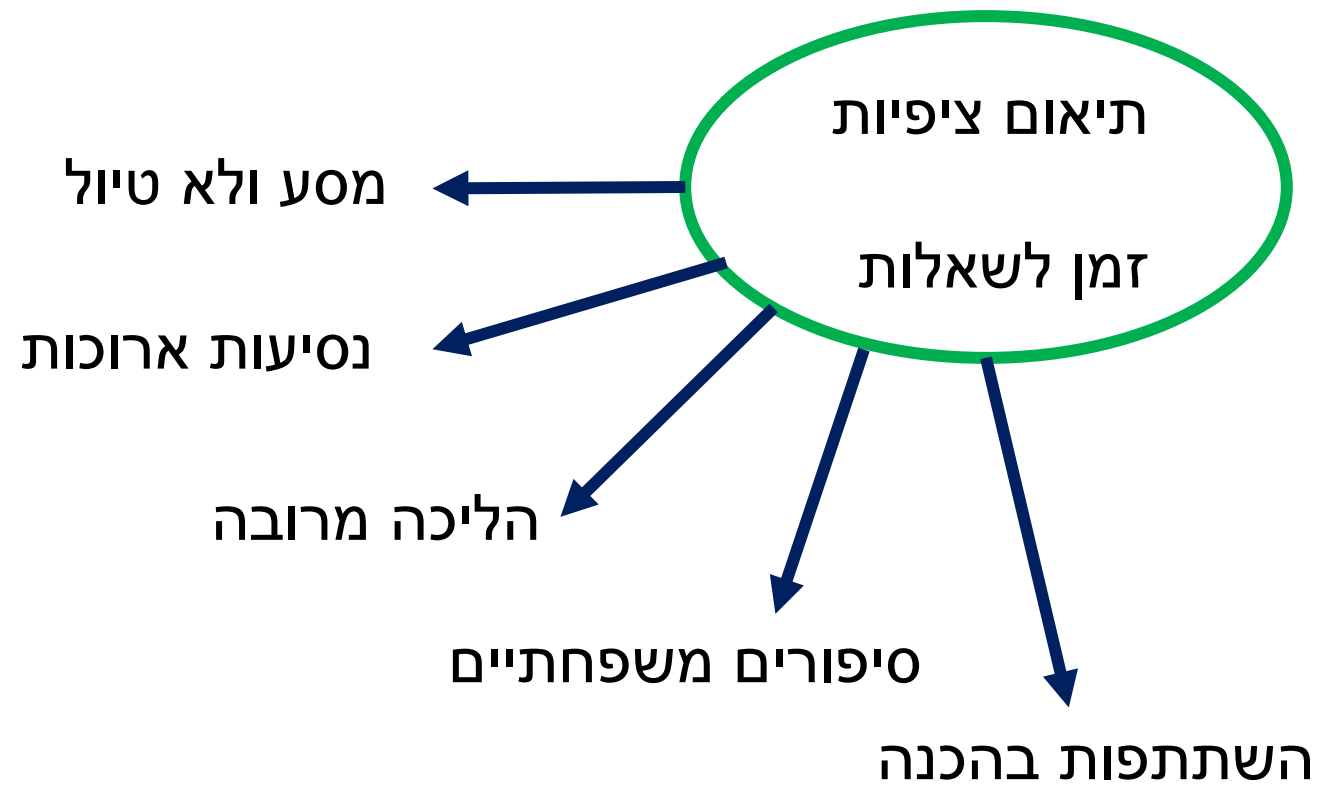 תיאום ציפיות
זמן לשאלות
מסע ולא טיול
נסיעות ארוכות
הליכה מרובה
סיפורים משפחתיים
השתתפות בהכנה